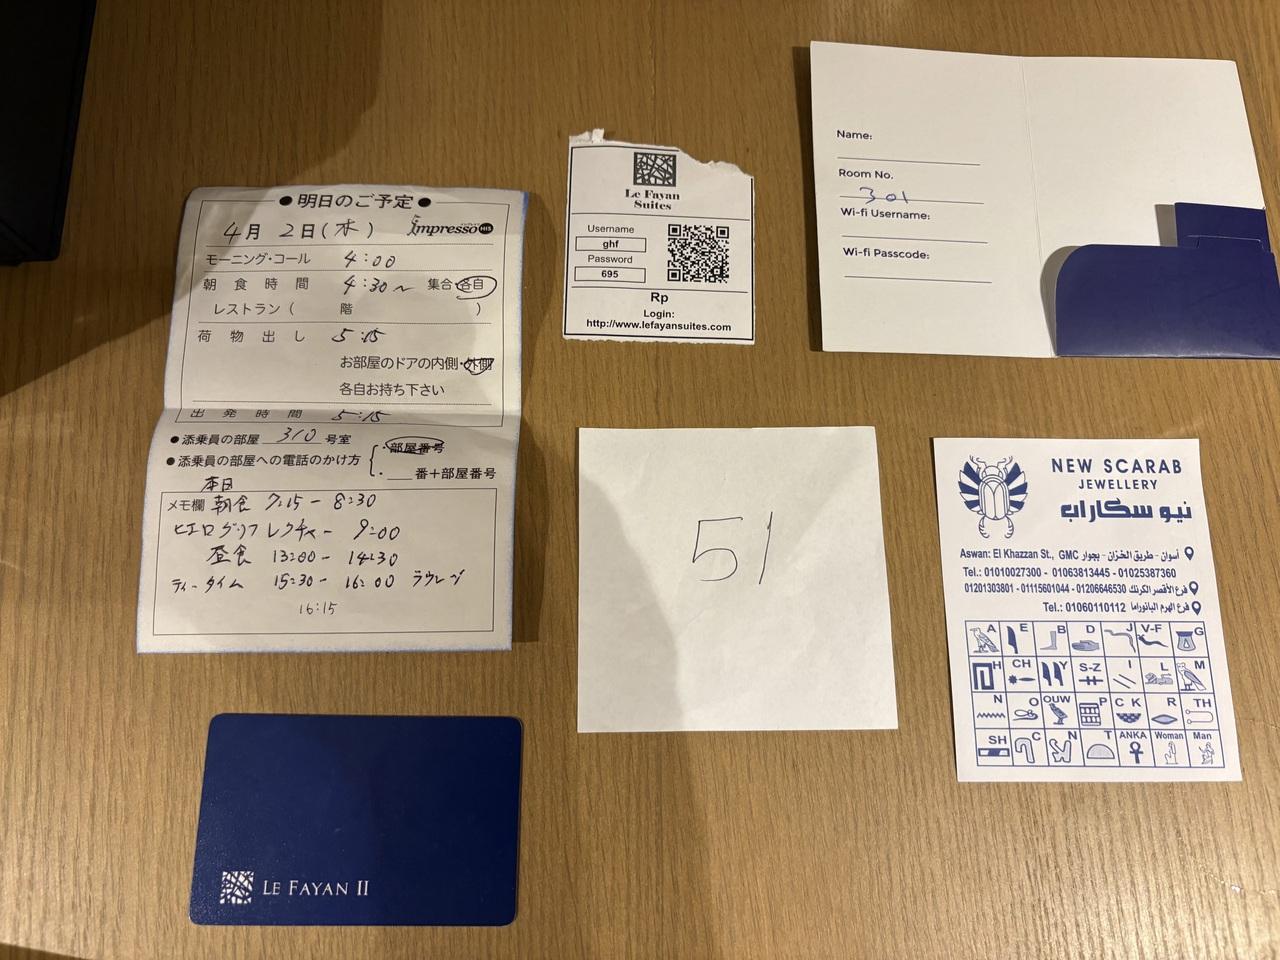 ●明日のご予定●
4月 2日(木) impresso HIS
モーニング・コール 4:00
朝食時間 4:30〜 集合・各自
レストラン( 階 )
荷物出し 5:15
お部屋のドアの内側・外側
各自お持ち下さい
出発時間 5:15
●添乗員の部屋 310 号室
●添乗員の部屋への電話のかけ方
・部屋番号
・ 番+部屋番号
本日
メモ欄 朝食 7:15 - 8:30
ヒエログリフ レクチャー 9:00
昼食 13:00 - 14:30
ティータイム 15:30 - 16:00 ラウンジ
16:15
LE FAYAN II
Le Fayan
Suites
Username
ghf
Password
695
Rp
Login:
http://www.lefayansuites.com
Name:
Room No.
301
Wi-fi Username:
Wi-fi Passcode:
51
NEW SCARAB
JEWELLERY
نيو سكاراب
Aswan: El Khazzan St., GMC أسوان - طريق الخزان - بجوار
Tel.: 01010027300 - 01063813445 - 01025387360
فرع الأقصر الكرنك 01201303801 - 01115601044 - 01206646530
فرع الهرم البانوراما Tel.: 01060110112
A E B D J V-F G
H CH Y S-Z I L M
N O OUW P C K R TH
SH C N T ANKA Woman Man